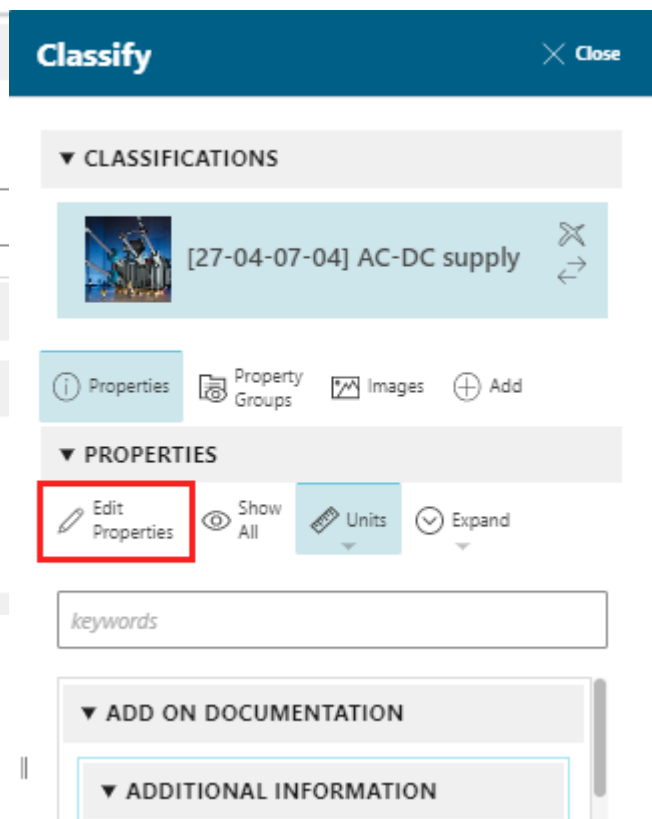 Classify
Close
CLASSIFICATIONS
[27-04-07-04] AC-DC supply
Properties
Property
Groups
Images
Add
PROPERTIES
Edit
Properties
Show
All
Units
Expand
keywords
ADD ON DOCUMENTATION
ADDITIONAL INFORMATION